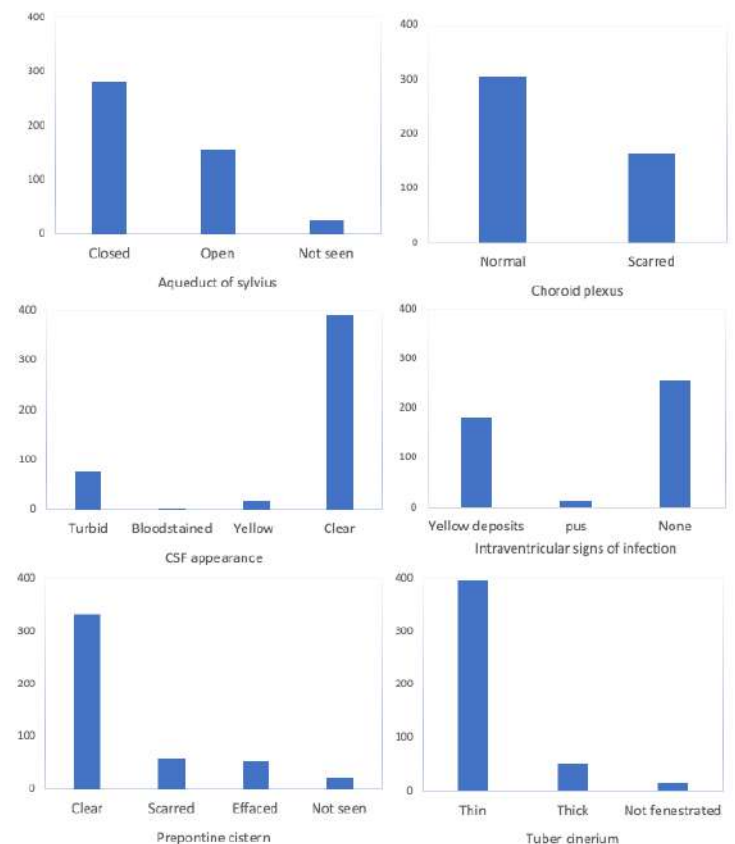 400
300
200
100
0
Closed Open Not seen
Aqueduct of sylvius
400
300
200
100
0
Normal Scarred
Choroid plexus
400
300
200
100
0
Turbid Bloodstained Yellow Clear
CSF appearance
400
300
200
100
0
Yellow deposits pus None
Intraventricular signs of infection
400
300
200
100
0
Clear Scarred Effaced Not seen
Prepontine cistern
400
300
200
100
0
Thin Thick Not fenestrated
Tuber cinerium